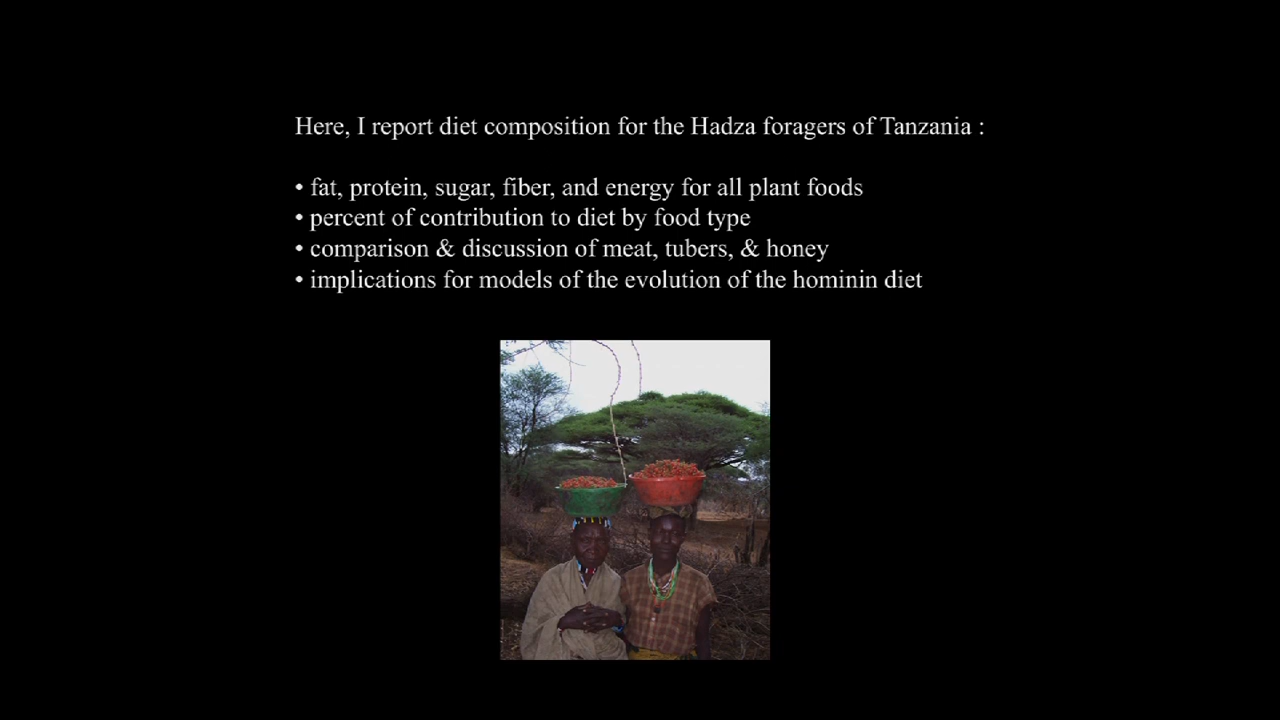 Here, I report diet composition for the Hadza foragers of Tanzania :
• fat, protein, sugar, fiber, and energy for all plant foods
• percent of contribution to diet by food type
• comparison & discussion of meat, tubers, & honey
• implications for models of the evolution of the hominin diet